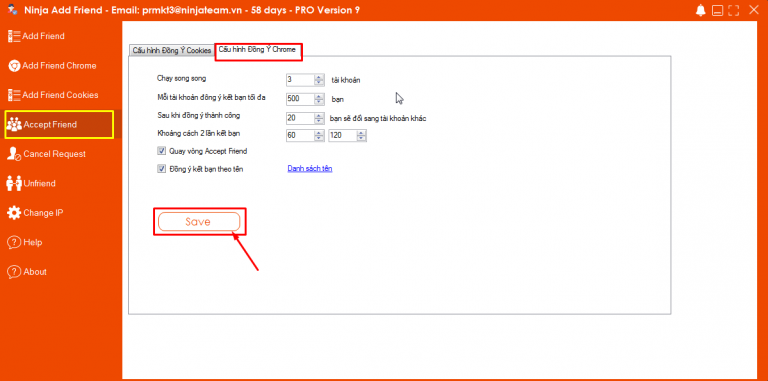 Ninja Add Friend - Email: prmkt3@ninjateam.vn - 58 days - PRO Version 9
Add Friend
Add Friend Chrome
Add Friend Cookies
Accept Friend
Cancel Request
Unfriend
Change IP
Help
About
Cấu hình Đồng Ý Cookies
Cấu hình Đồng Ý Chrome
Chạy song song 3 tài khoản
Mỗi tài khoản đồng ý kết bạn tối đa 500 bạn
Sau khi đồng ý thành công 20 bạn sẽ đổi sang tài khoản khác
Khoảng cách 2 lần kết bạn 60 120
Quay vòng Accept Friend
Đồng ý kết bạn theo tên Danh sách tên
Save